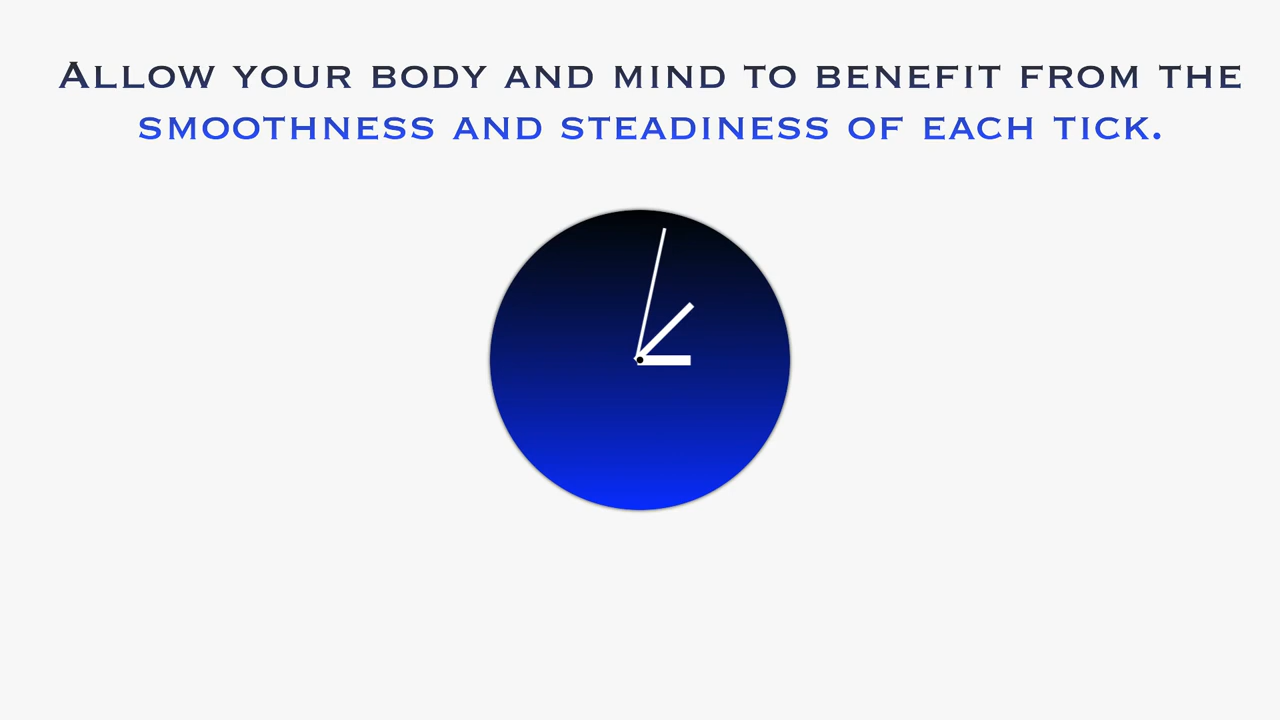 Allow your body and mind to benefit from the
smoothness and steadiness of each tick.